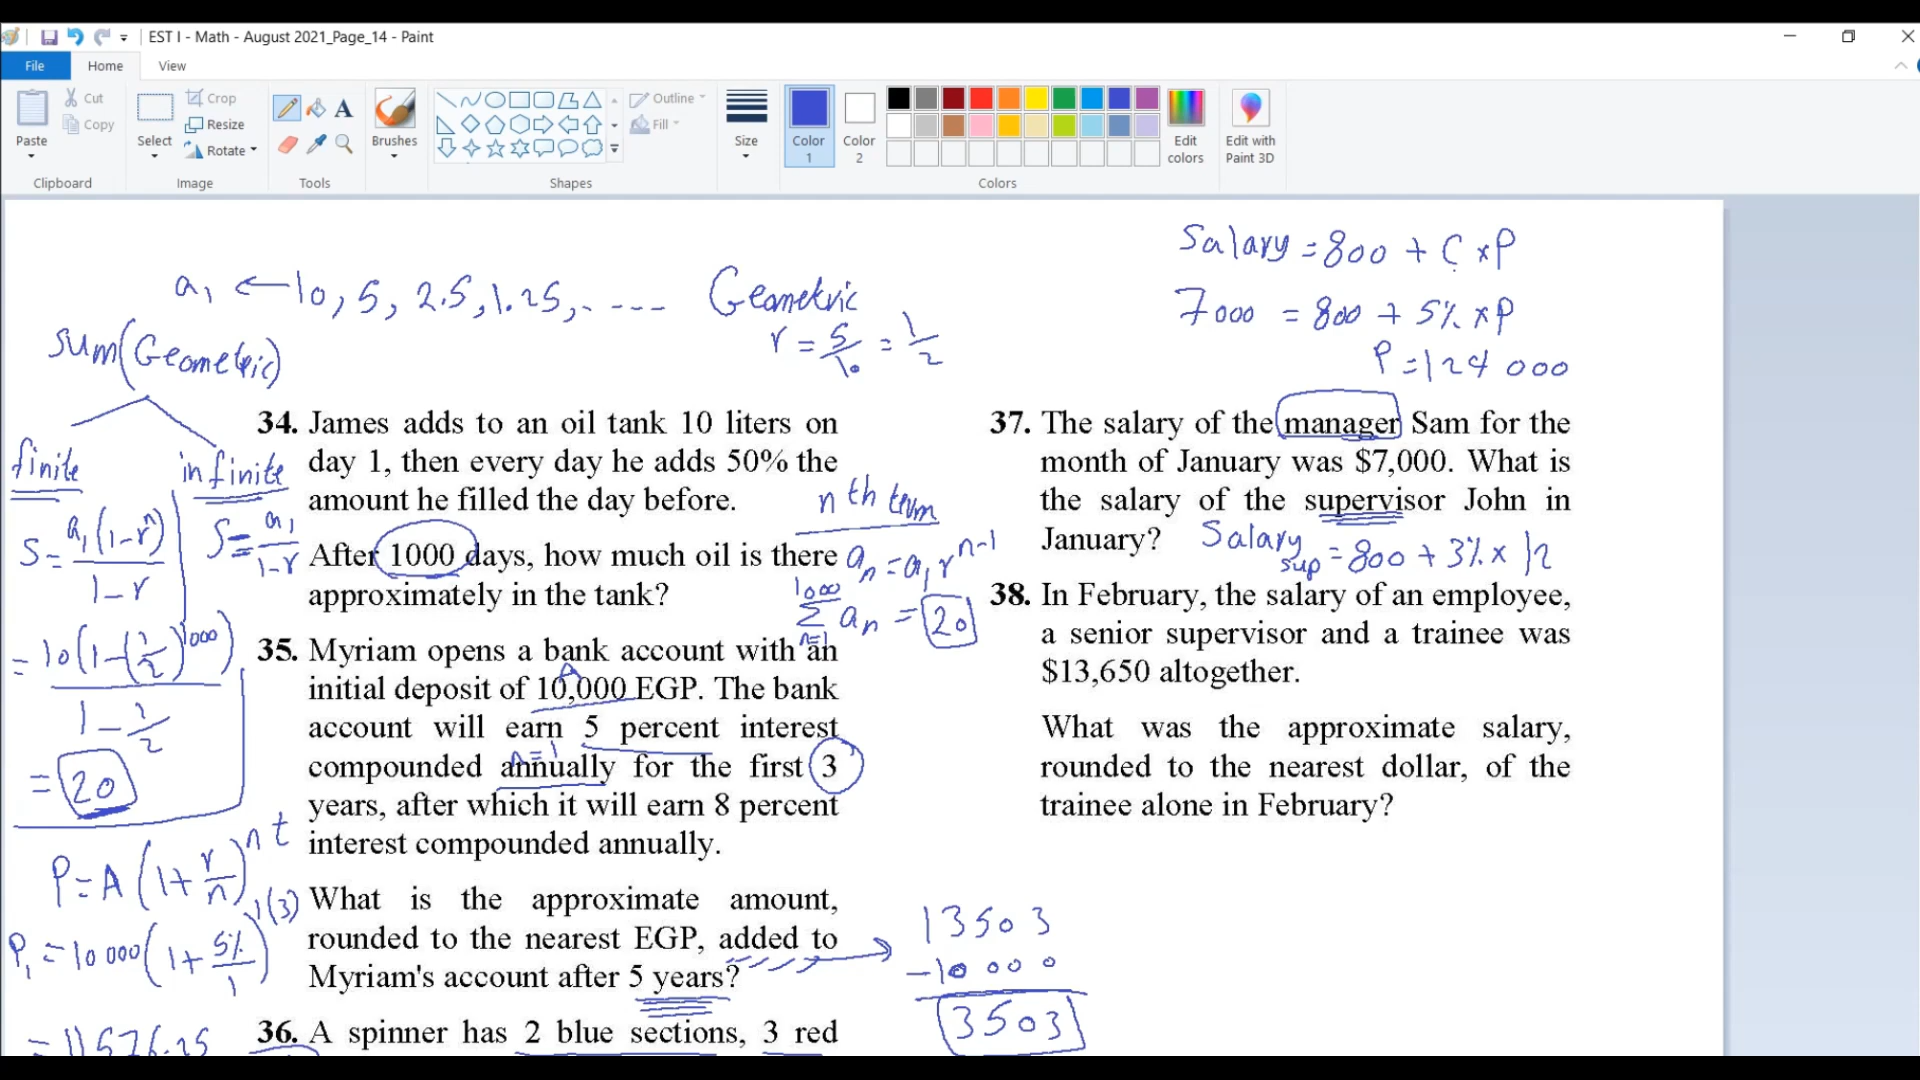 EST I - Math - August 2021_Page_14 - Paint
File Home View
Paste
Cut
Copy
Clipboard
Select
Crop
Resize
Rotate
Image
Tools
Brushes
Shapes
Outline
Fill
Size
Color 1
Color 2
Colors
Edit colors
Edit with Paint 3D
Salary = 800 + C × P
7000 = 800 + 5% × P
P = 124 000
a₁ ← 10, 5, 2.5, 1.25, . - - - Geometric
r = 5/10 = 1/2
sum (Geometric)
finite
infinite
S = a₁(1-rⁿ)/1-r
S = a₁/1-r
= 10(1-(1/2)^1000)/1 - 1/2
= 20
34. James adds to an oil tank 10 liters on
day 1, then every day he adds 50% the
amount he filled the day before.
After 1000 days, how much oil is there
approximately in the tank?
nth term
aₙ = a₁ r^n-1
1000
Σ aₙ = 20
n=1
35. Myriam opens a bank account with an
initial deposit of 10,000 EGP. The bank
account will earn 5 percent interest
compounded annually for the first 3
years, after which it will earn 8 percent
interest compounded annually.
A
n=1
What is the approximate amount,
rounded to the nearest EGP, added to
Myriam's account after 5 years?
P = A (1 + r/n)^nt
P₁ = 10 000 (1 + 5%/1)^1(3)
= 11576.25
13503
-10 000
3503
36. A spinner has 2 blue sections, 3 red
37. The salary of the manager Sam for the
month of January was $7,000. What is
the salary of the supervisor John in
January?
Salary sup = 800 + 3% × 12
38. In February, the salary of an employee,
a senior supervisor and a trainee was
$13,650 altogether.
What was the approximate salary,
rounded to the nearest dollar, of the
trainee alone in February?